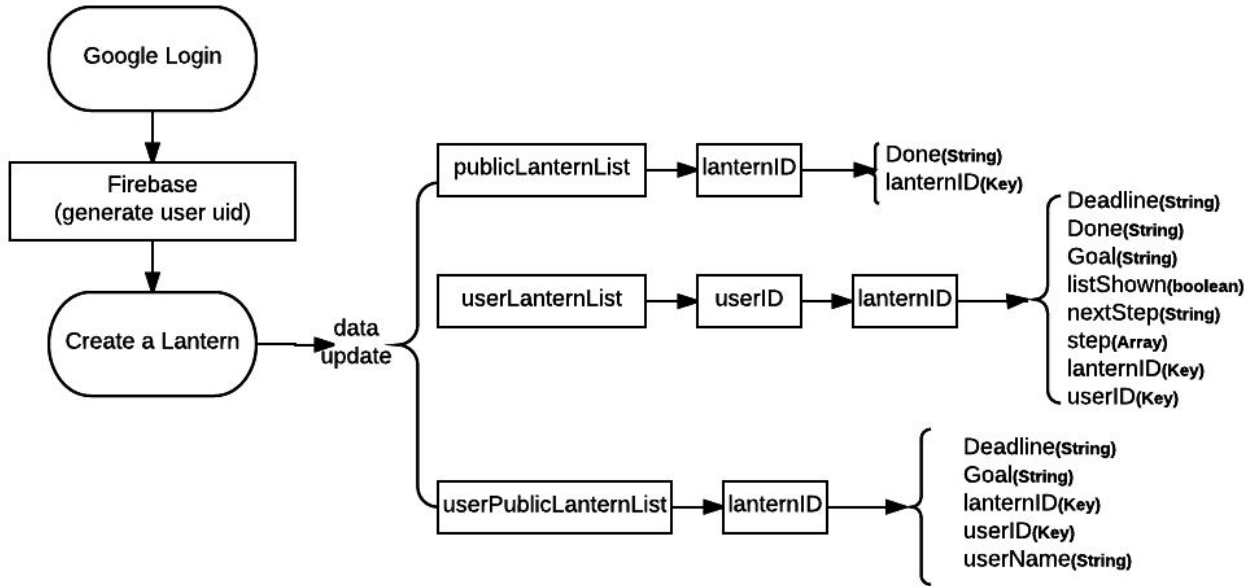 Google Login
Firebase
(generate user uid)
Create a Lantern
data
update
publicLanternList
lanternID
Done(String)
lanternID(Key)
userLanternList
userID
lanternID
Deadline(String)
Done(String)
Goal(String)
listShown(boolean)
nextStep(String)
step(Array)
lanternID(Key)
userID(Key)
userPublicLanternList
lanternID
Deadline(String)
Goal(String)
lanternID(Key)
userID(Key)
userName(String)